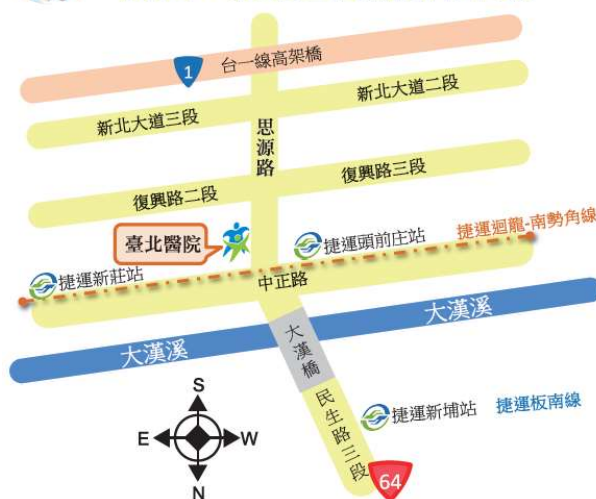 1
台一線高架橋
新北大道三段
新北大道二段
思源路
復興路二段
復興路三段
臺北醫院
捷運頭前庄站
捷運迴龍-南勢角線
捷運新莊站
中正路
大漢溪
大漢溪
大漢橋
民生路三段
捷運新埔站
捷運板南線
S
E
W
N
64